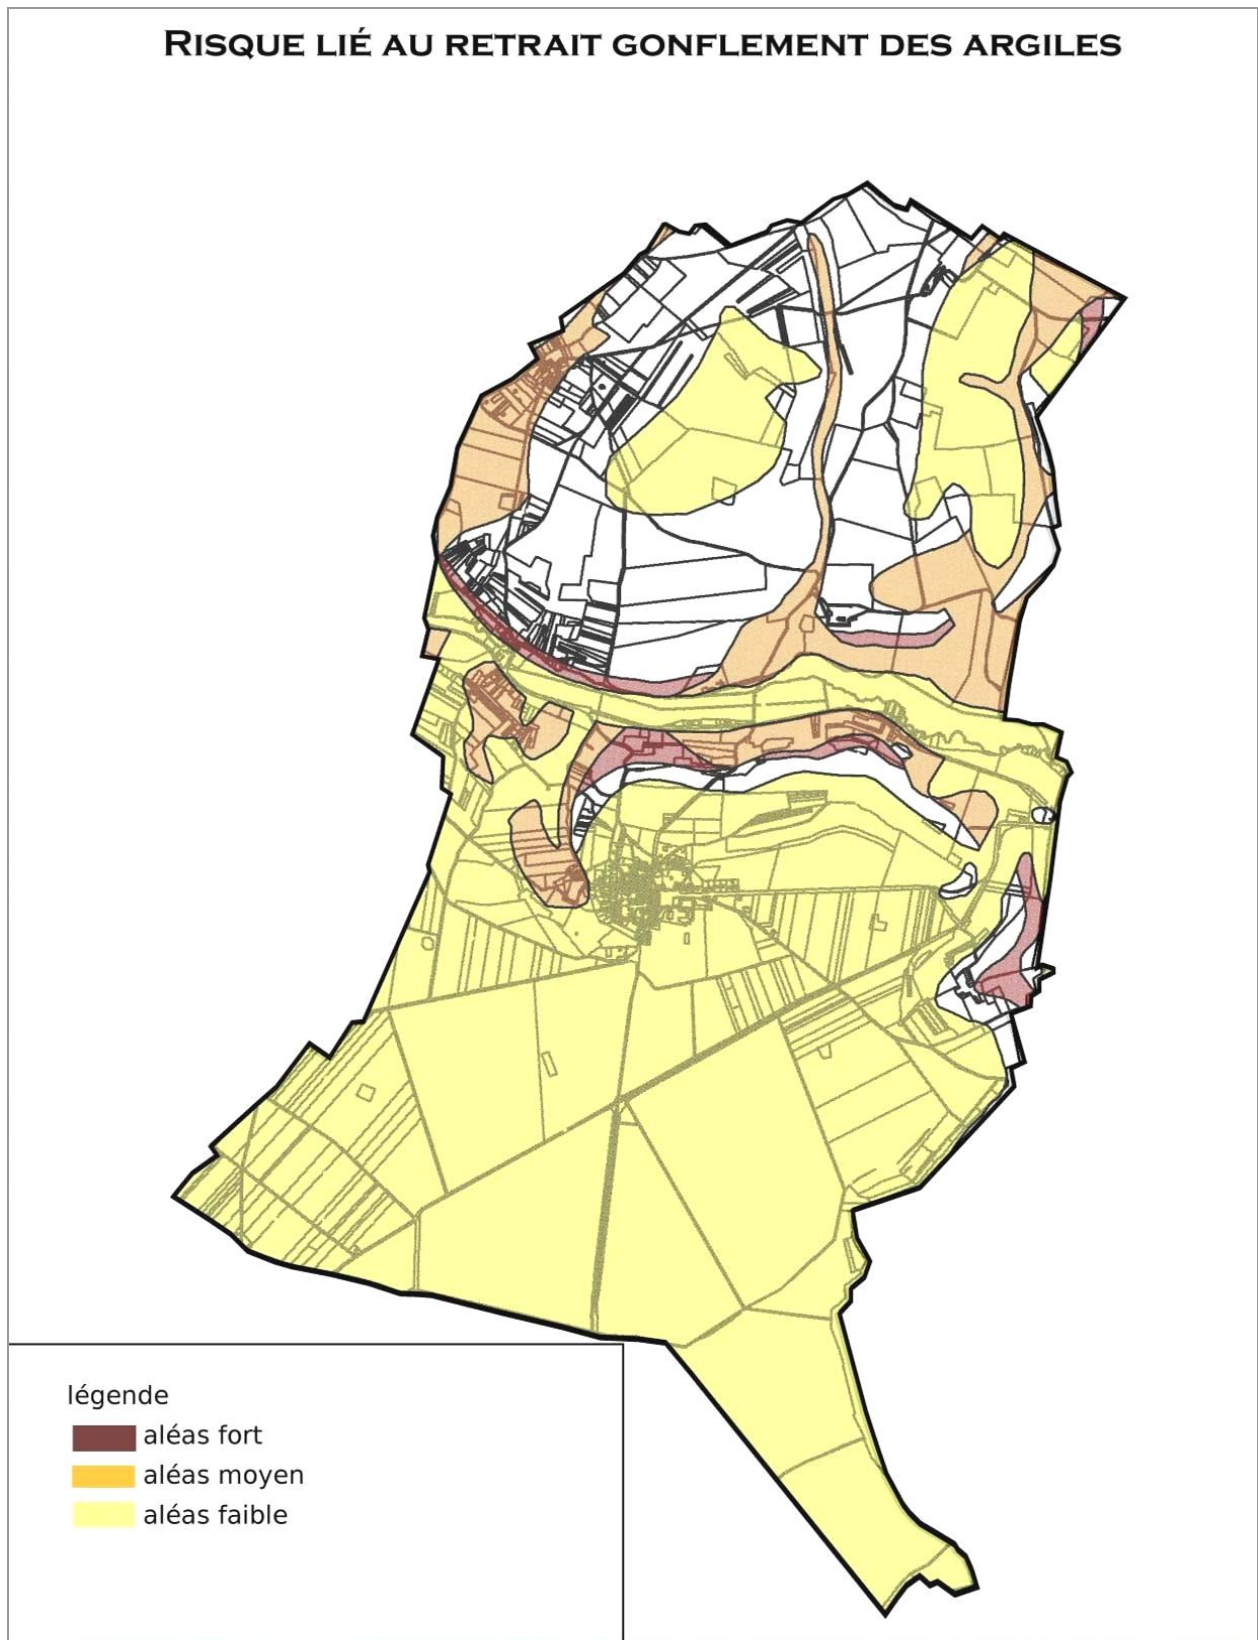 RISQUE LIÉ AU RETRAIT GONFLEMENT DES ARGILES
légende
aléas fort
aléas moyen
aléas faible